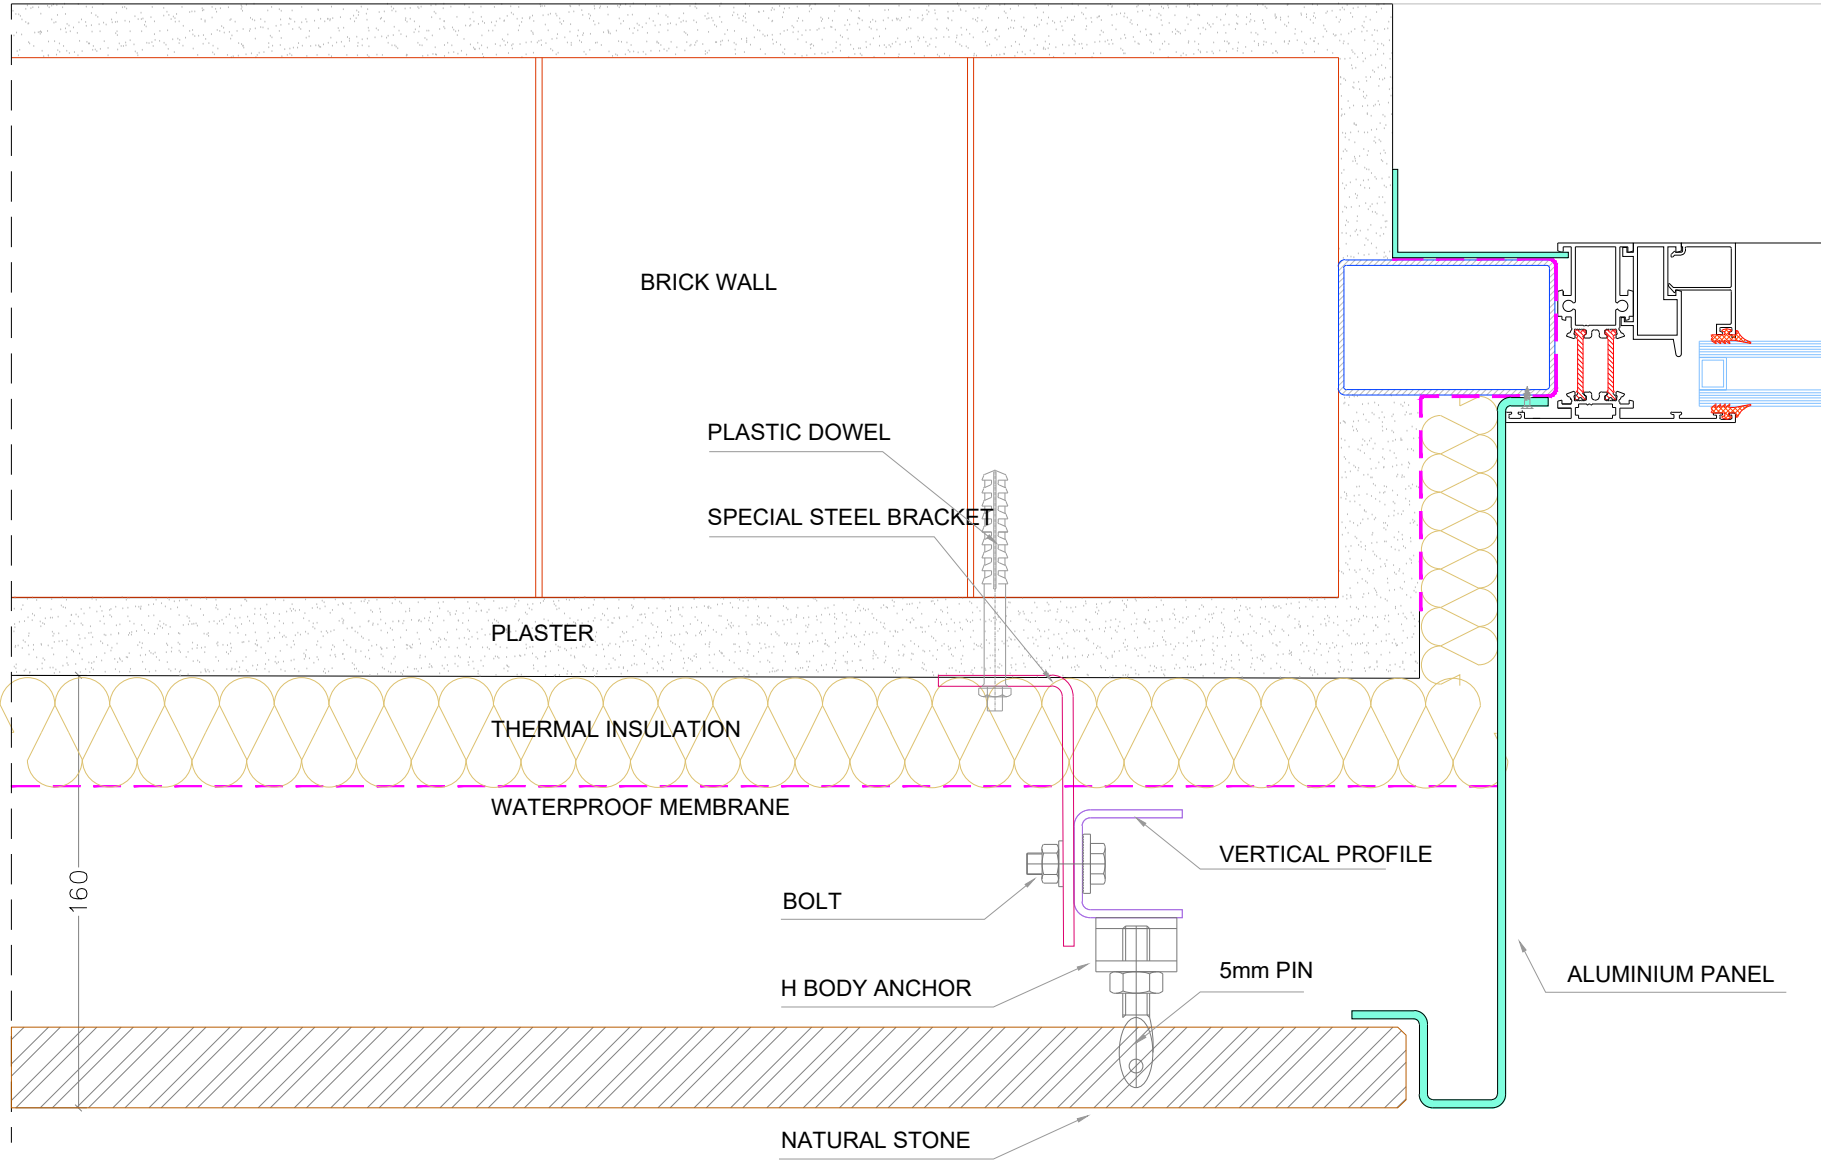 BRICK WALL
PLASTIC DOWEL
SPECIAL STEEL BRACKET
PLASTER
THERMAL INSULATION
WATERPROOF MEMBRANE
VERTICAL PROFILE
160
BOLT
5mm PIN
ALUMINIUM PANEL
H BODY ANCHOR
NATURAL STONE